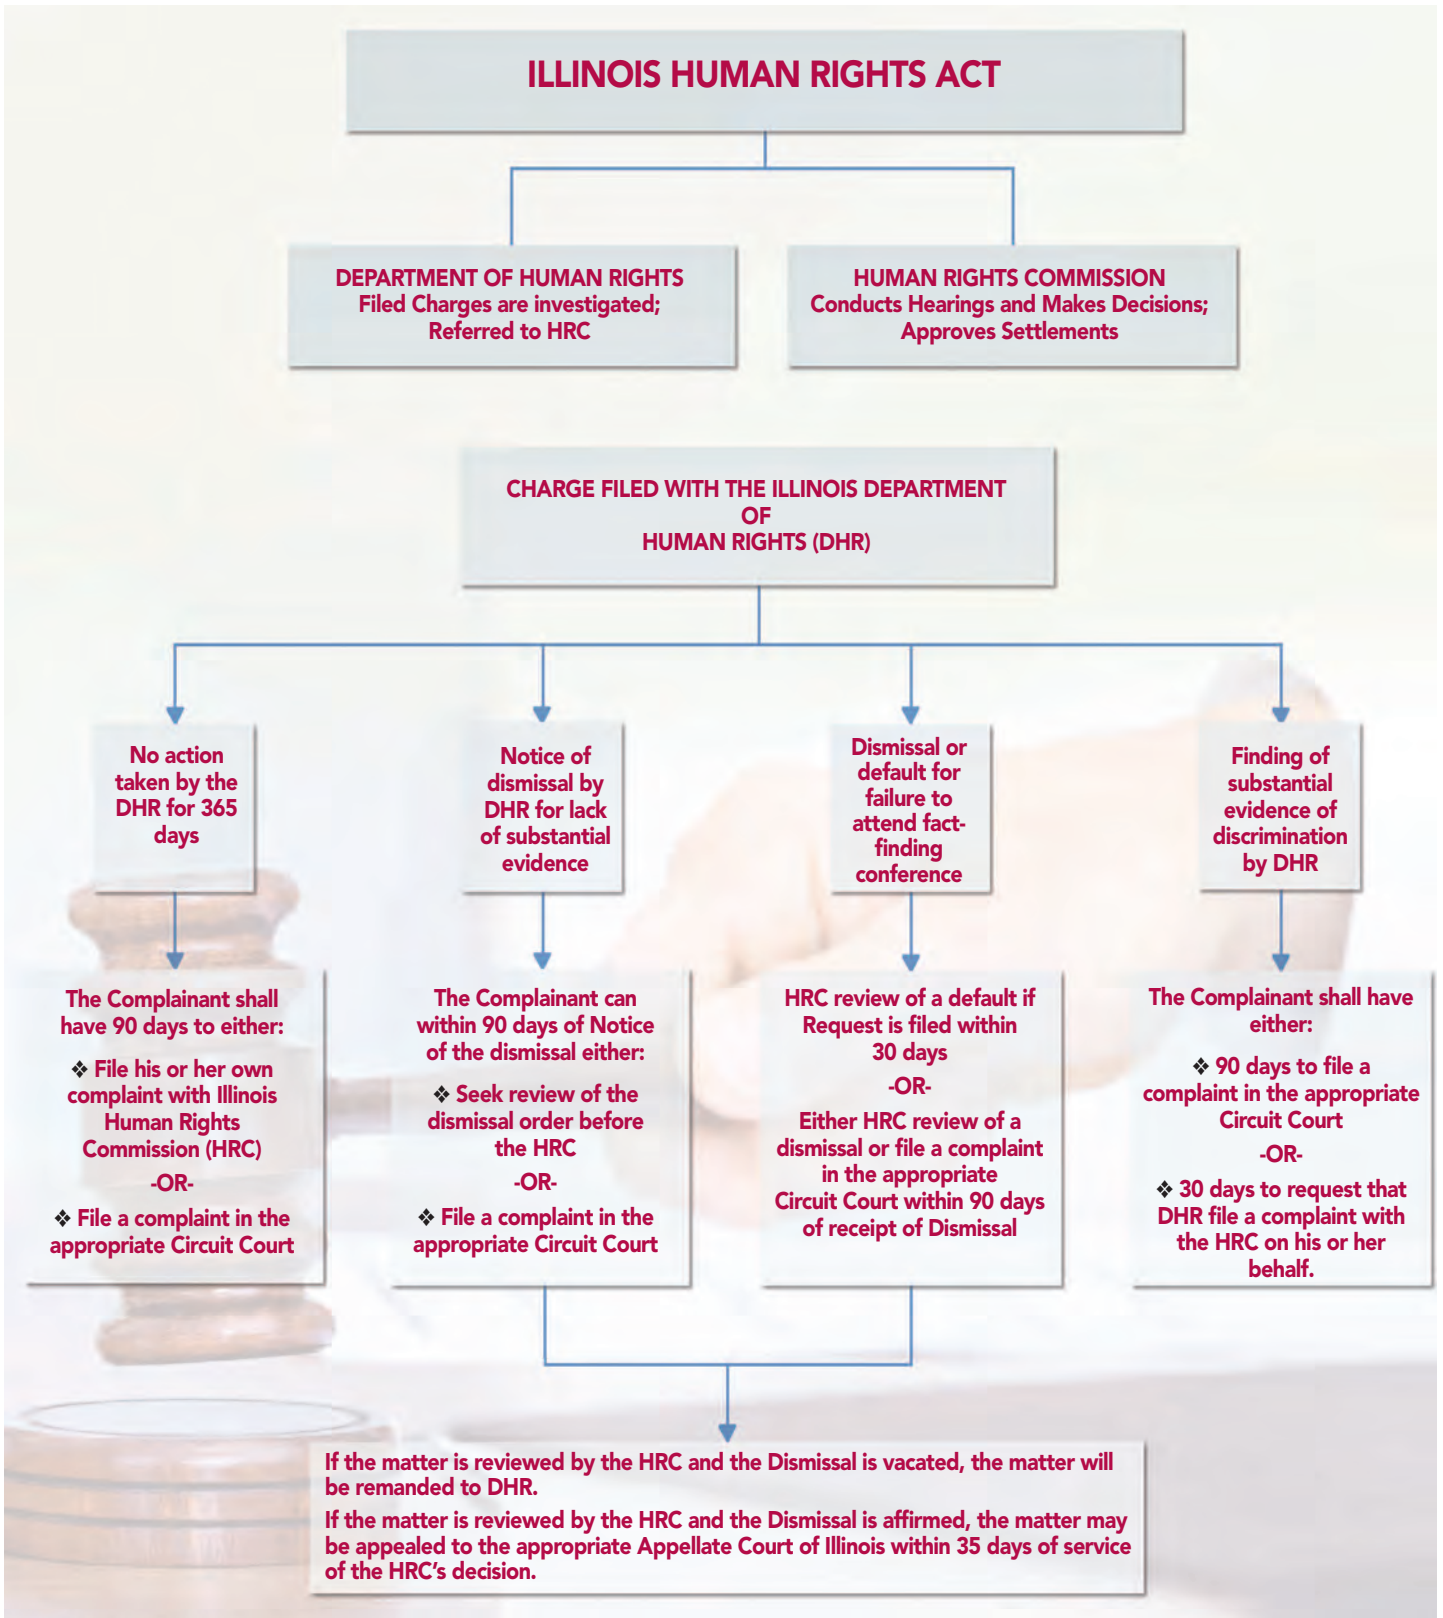 ILLINOIS HUMAN RIGHTS ACT
DEPARTMENT OF HUMAN RIGHTS
Filed Charges are investigated;
Referred to HRC
HUMAN RIGHTS COMMISSION
Conducts Hearings and Makes Decisions;
Approves Settlements
CHARGE FILED WITH THE ILLINOIS DEPARTMENT
OF
HUMAN RIGHTS (DHR)
No action
taken by the
DHR for 365
days
Notice of
dismissal by
DHR for lack
of substantial
evidence
Dismissal or
default for
failure to
attend fact-
finding
conference
Finding of
substantial
evidence of
discrimination
by DHR
The Complainant shall
have 90 days to either:
❖ File his or her own
complaint with Illinois
Human Rights
Commission (HRC)
-OR-
❖ File a complaint in the
appropriate Circuit Court
The Complainant can
within 90 days of Notice
of the dismissal either:
❖ Seek review of the
dismissal order before
the HRC
-OR-
❖ File a complaint in the
appropriate Circuit Court
HRC review of a default if
Request is filed within
30 days
-OR-
Either HRC review of a
dismissal or file a complaint
in the appropriate
Circuit Court within 90 days
of receipt of Dismissal
The Complainant shall have
either:
❖ 90 days to file a
complaint in the appropriate
Circuit Court
-OR-
❖ 30 days to request that
DHR file a complaint with
the HRC on his or her
behalf.
If the matter is reviewed by the HRC and the Dismissal is vacated, the matter will
be remanded to DHR.
If the matter is reviewed by the HRC and the Dismissal is affirmed, the matter may
be appealed to the appropriate Appellate Court of Illinois within 35 days of service
of the HRC's decision.